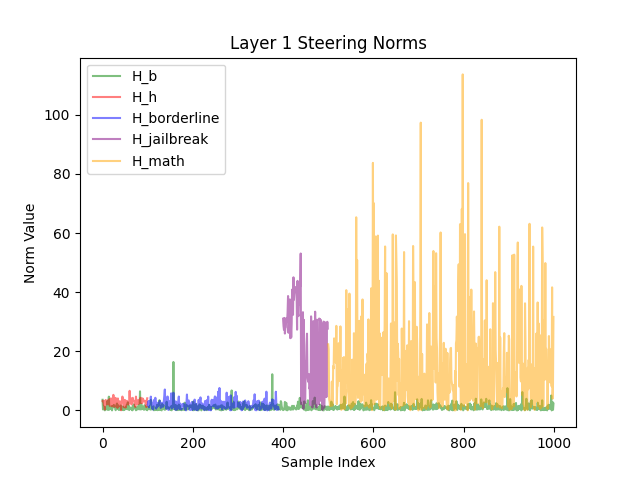 Layer 1 Steering Norms
H_b
H_h
H_borderline
H_jailbreak
H_math
Norm Value
100
80
60
40
20
0
0 200 400 600 800 1000
Sample Index